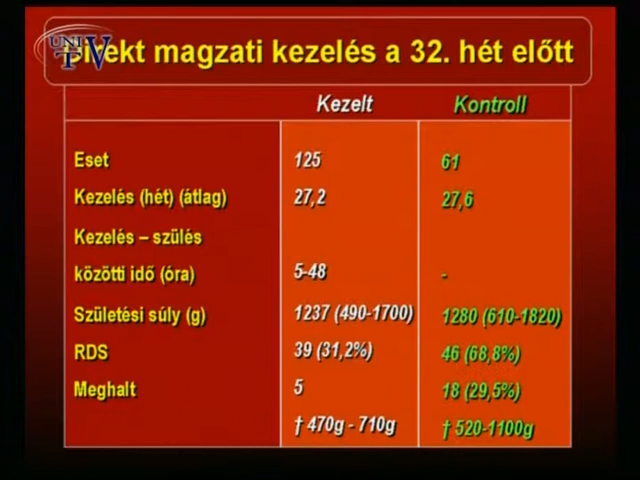 UNI TV
magzati kezelés a 32. hét előtt
Kezelt Kontroll
Eset 125 61
Kezelés (hét) (átlag) 27,2 27,6
Kezelés – szülés
közötti idő (óra) 5-48 -
Születési súly (g) 1237 (490-1700) 1280 (610-1820)
RDS 39 (31,2%) 46 (68,8%)
Meghalt 5 18 (29,5%)
† 470g - 710g † 520-1100g